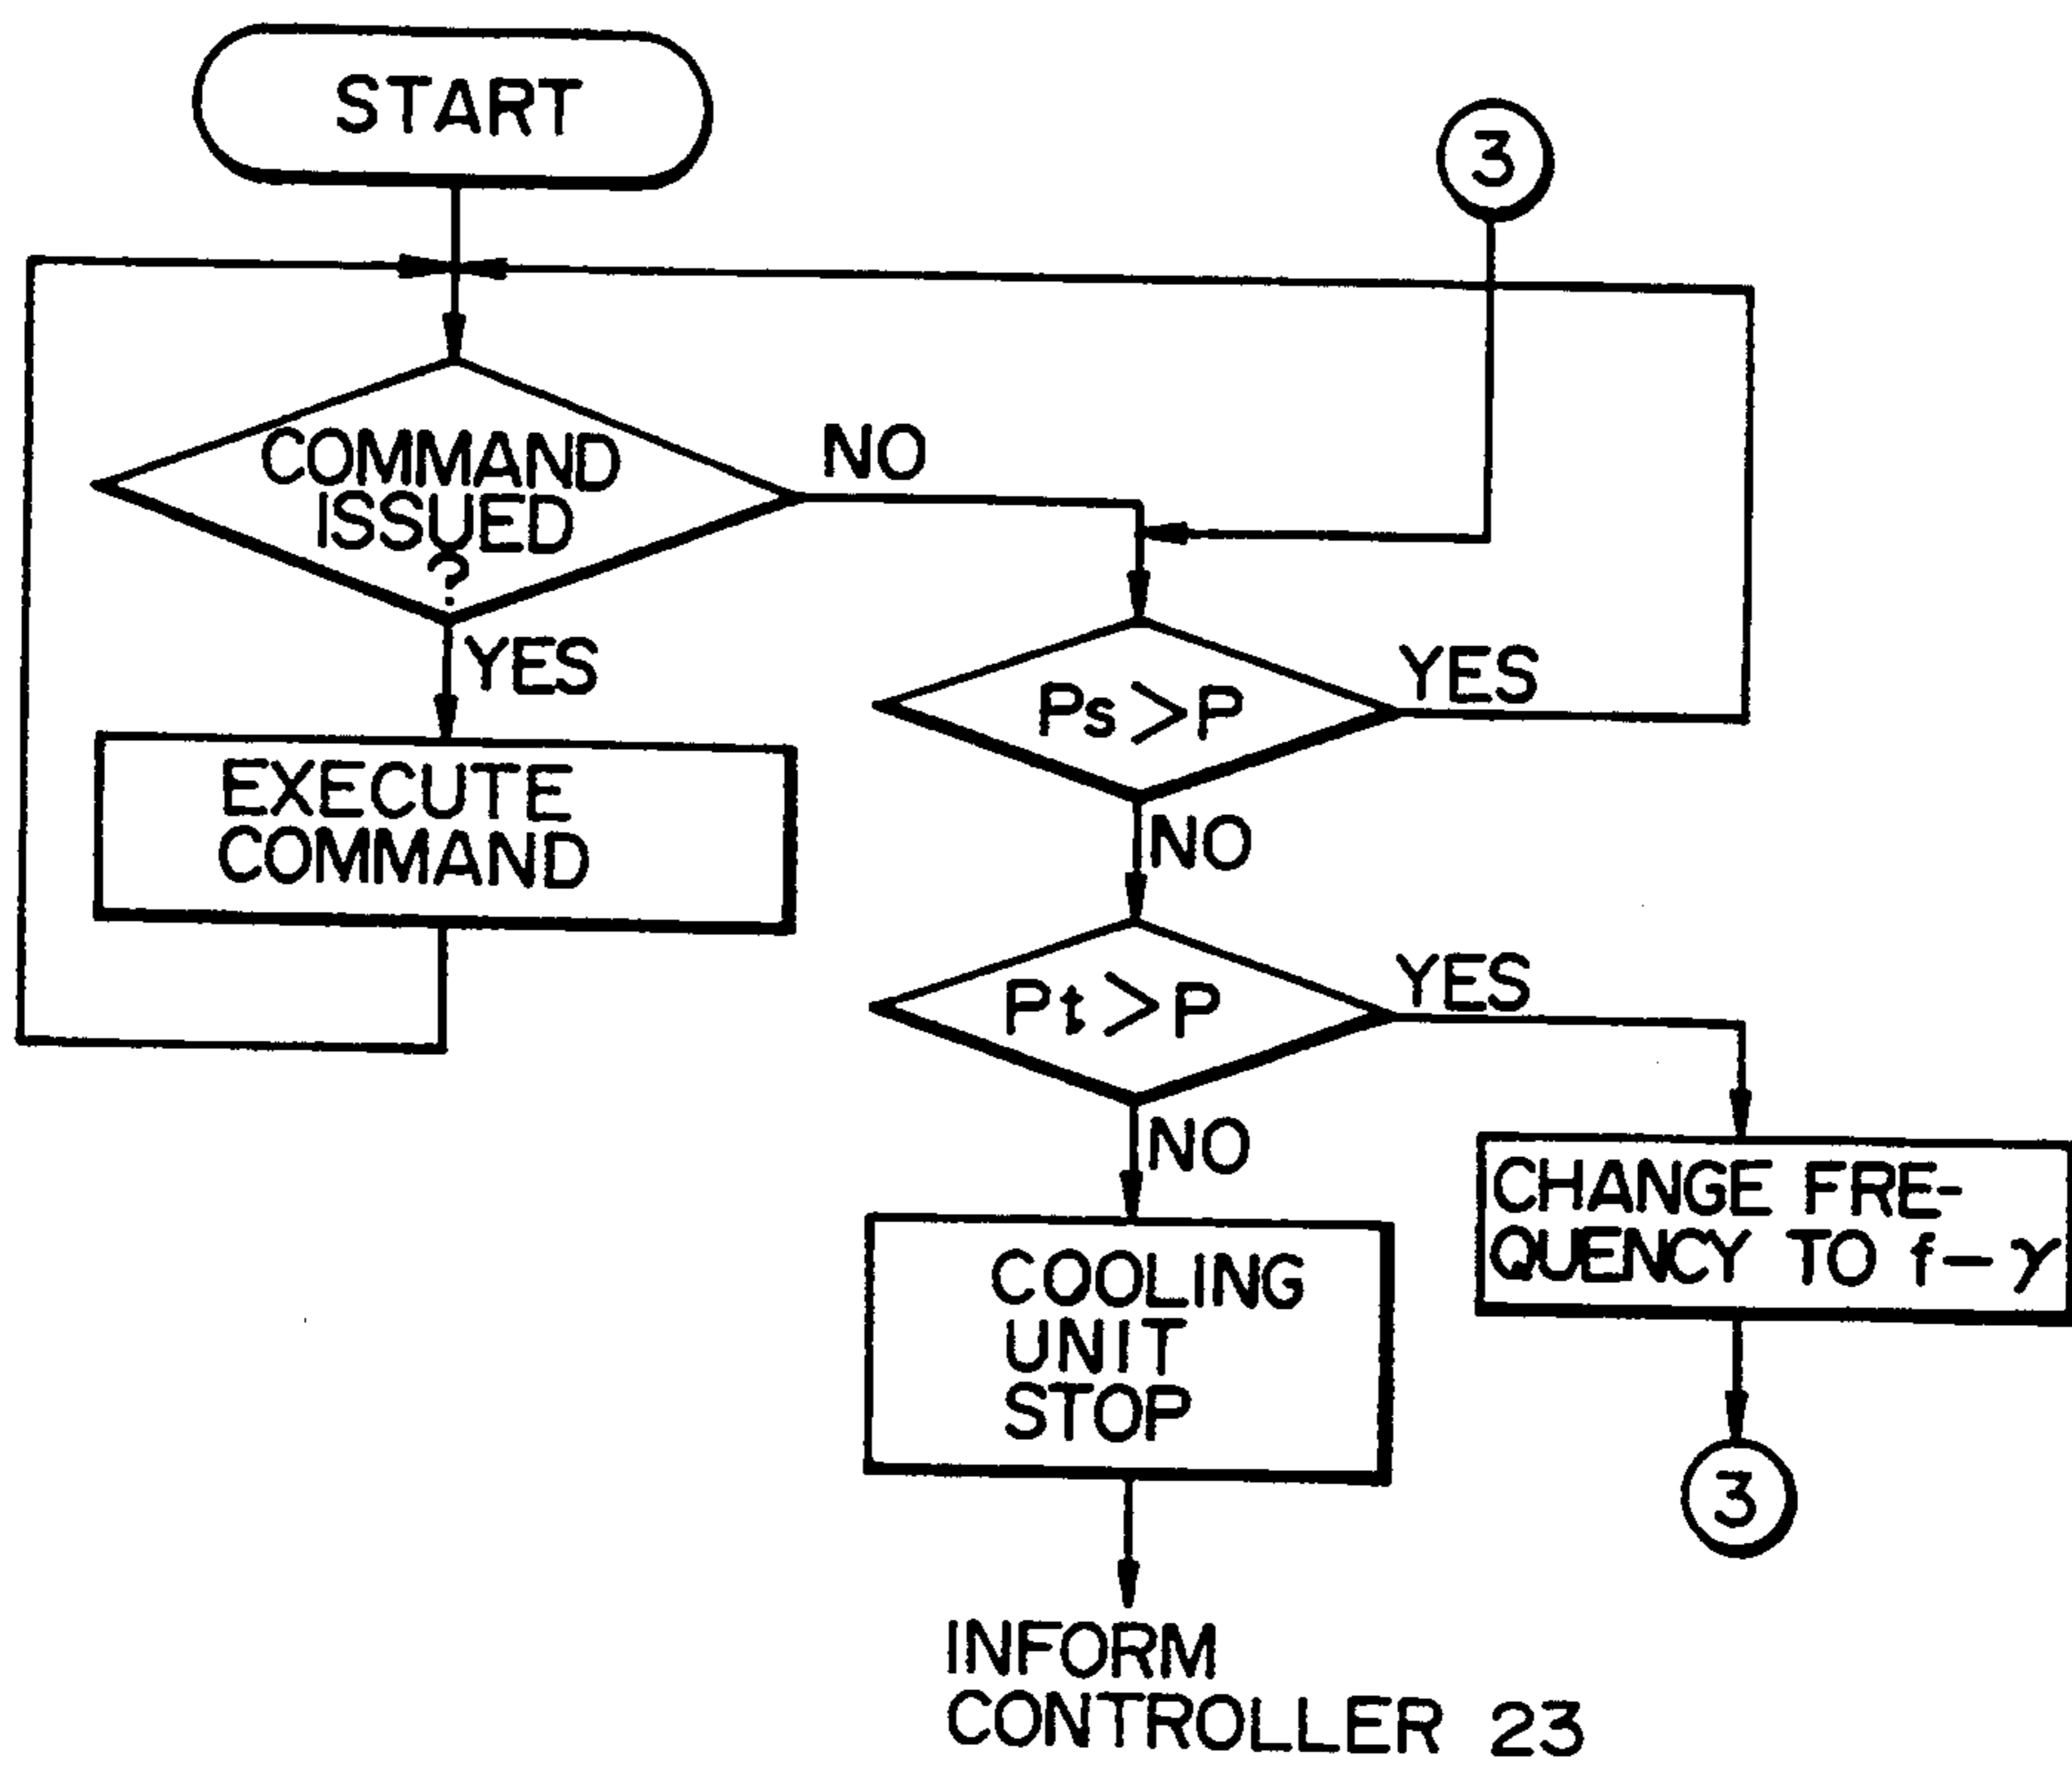 START
3
COMMAND
ISSUED
?
NO
YES
EXECUTE
COMMAND
Ps>P
YES
NO
Pt>P
YES
NO
COOLING
UNIT
STOP
CHANGE FRE-
QUENCY TO f-γ
3
INFORM
CONTROLLER 23